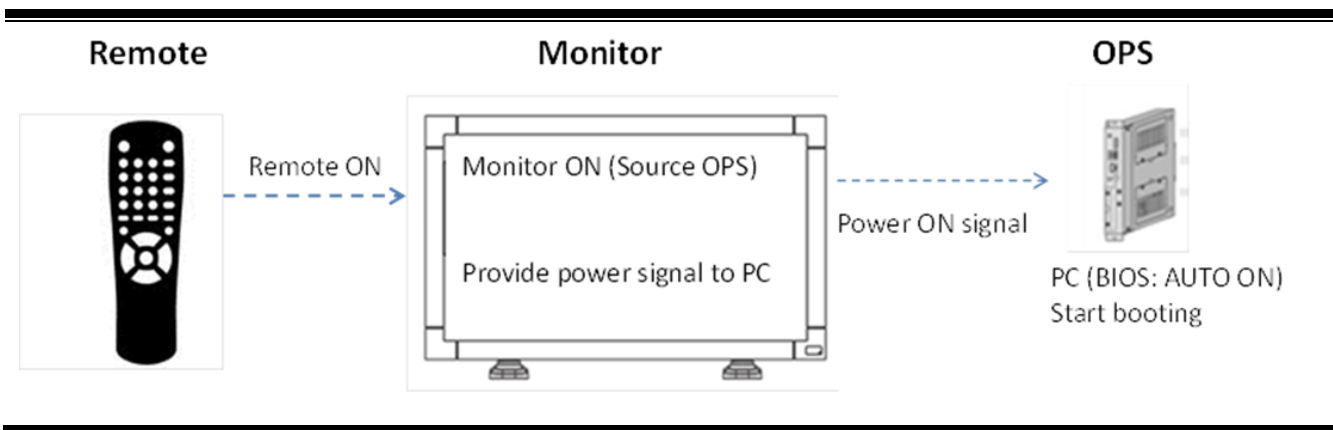 Remote
Monitor
OPS
Remote ON
Monitor ON (Source OPS)
Provide power signal to PC
Power ON signal
PC (BIOS: AUTO ON)
Start booting